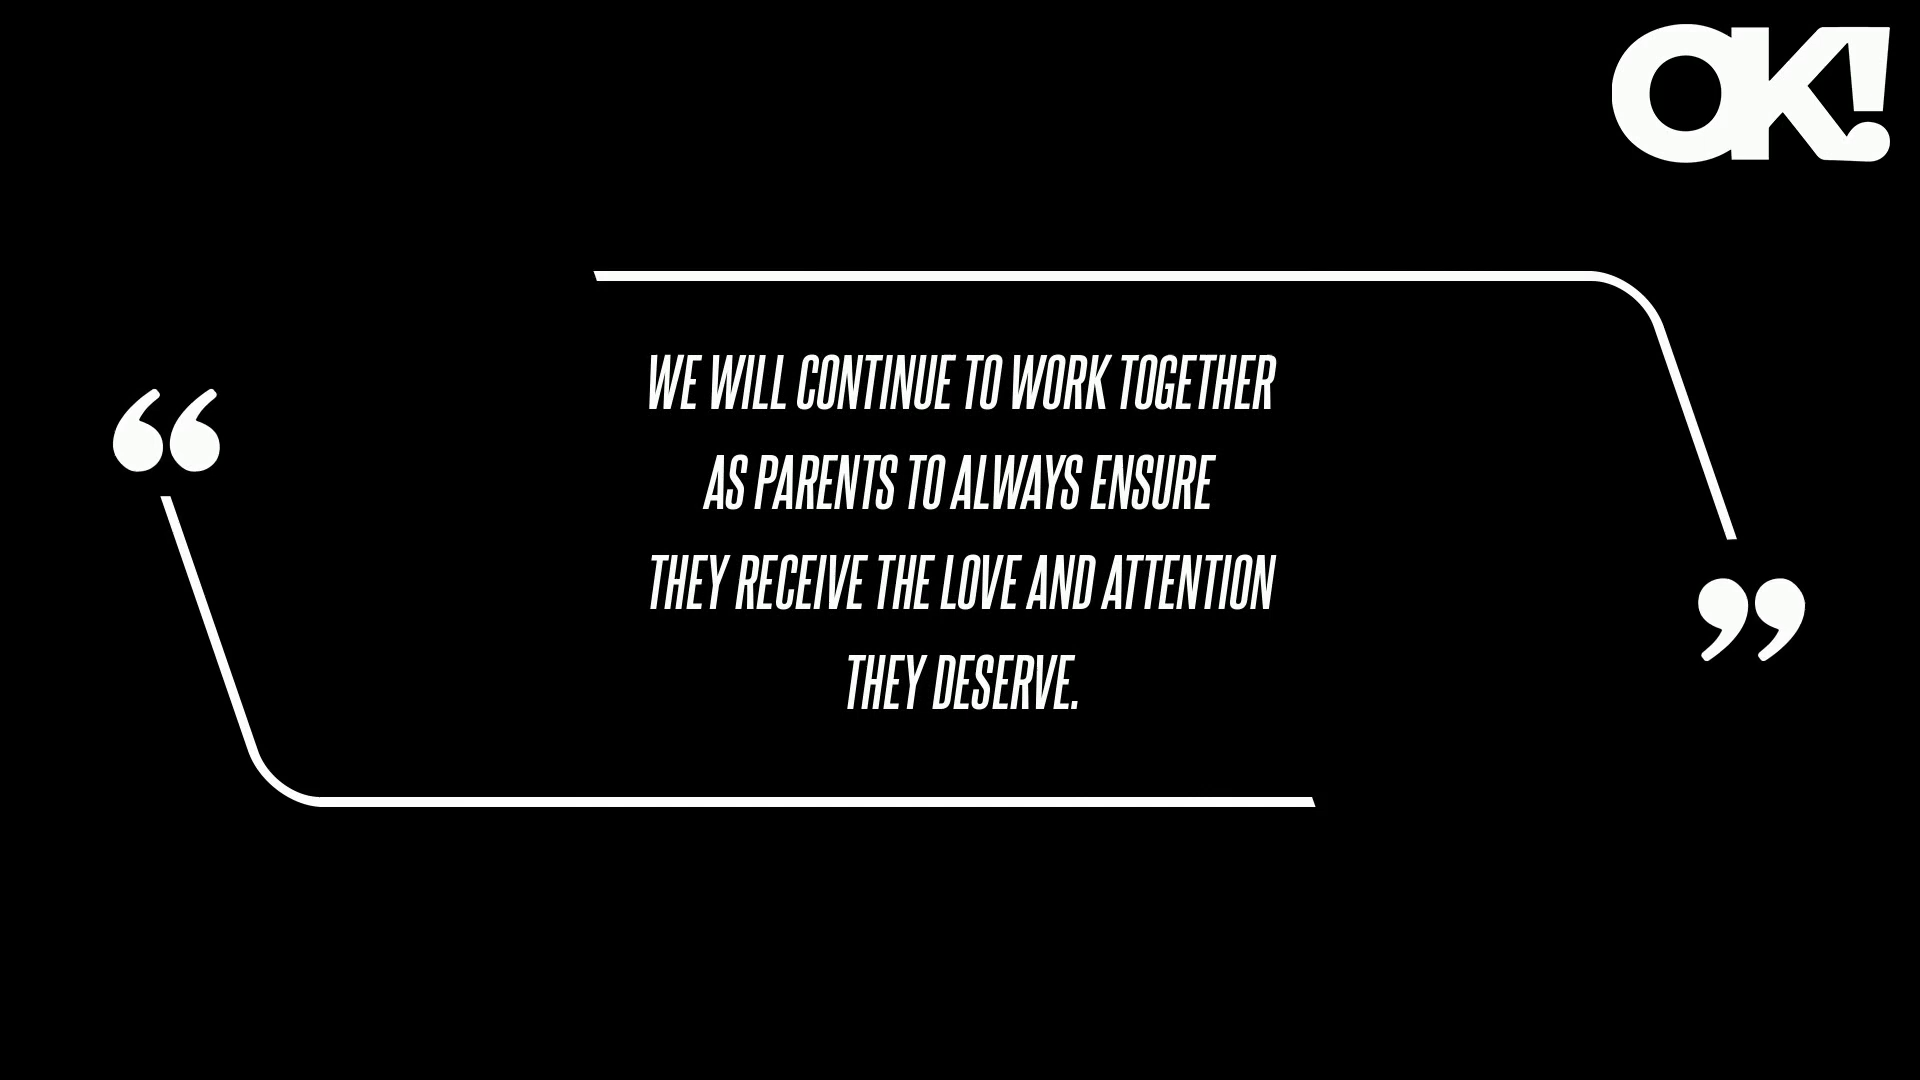 OK!
“
WE WILL CONTINUE TO WORK TOGETHER
AS PARENTS TO ALWAYS ENSURE
THEY RECEIVE THE LOVE AND ATTENTION
THEY DESERVE.
”